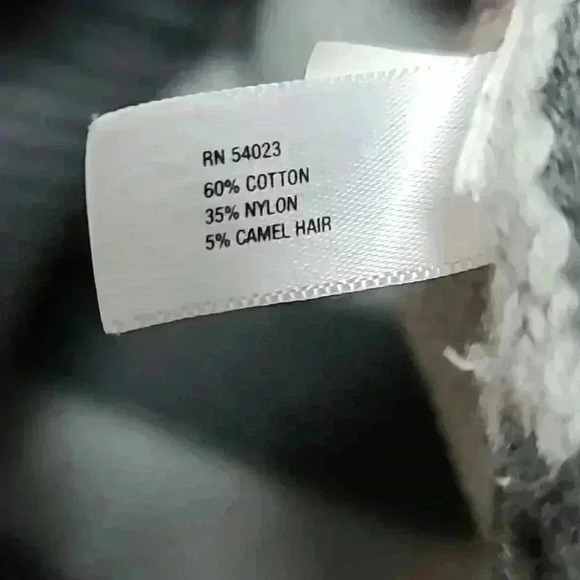 RN 54023
60% COTTON
35% NYLON
5% CAMEL HAIR